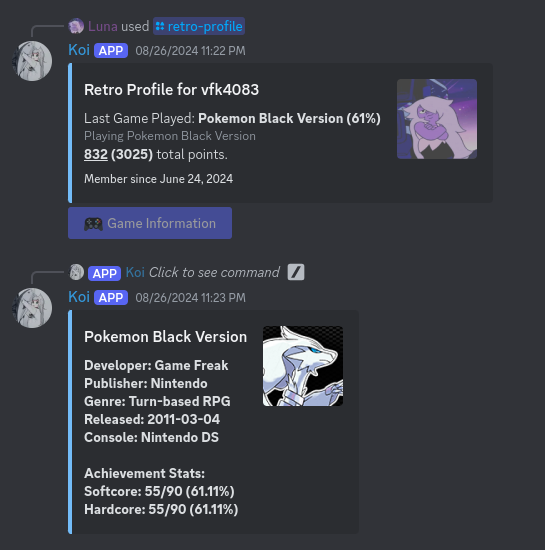 Luna used retro-profile
Koi APP 08/26/2024 11:22 PM
Retro Profile for vfk4083
Last Game Played: Pokemon Black Version (61%)
Playing Pokemon Black Version
832 (3025) total points.
Member since June 24, 2024
Game Information
APP Koi Click to see command
Koi APP 08/26/2024 11:23 PM
Pokemon Black Version
Developer: Game Freak
Publisher: Nintendo
Genre: Turn-based RPG
Released: 2011-03-04
Console: Nintendo DS
Achievement Stats:
Softcore: 55/90 (61.11%)
Hardcore: 55/90 (61.11%)